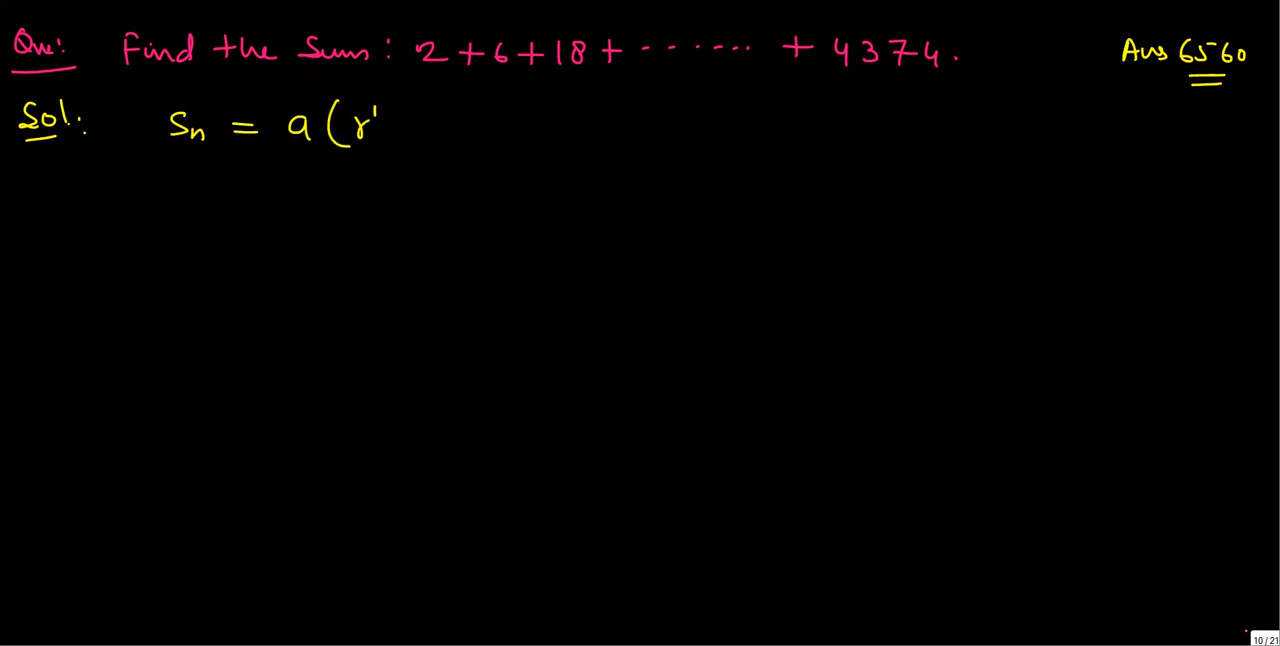 Que: Find the Sum: 2 + 6 + 18 + ....... + 4374.
Ans 6560
Sol: Sn = a (r'
10 / 21